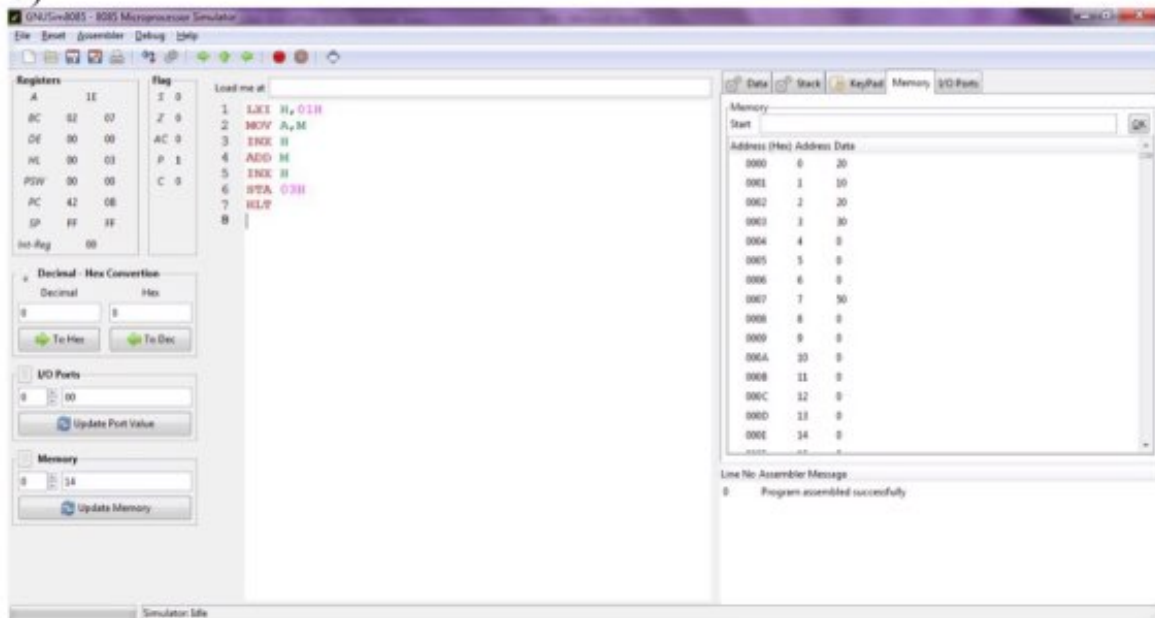 GNUSim8085 - 8085 Microprocessor Simulator
File Reset Assembler Debug Help
Registers
A 1E
BC 02 07
DE 00 00
HL 00 03
PSW 00 00
PC 42 0B
SP FF FF
Int-Reg 00
Flag
S 0
Z 0
AC 0
P 1
C 0
Decimal - Hex Convertion
Decimal Hex
0 0
To Hex To Dec
I/O Ports
0 00
Update Port Value
Memory
0 14
Update Memory
Load me at
1 LXI H,01H
2 MOV A,M
3 INX H
4 ADD M
5 INX H
6 STA 03H
7 HLT
8
Data Stack KeyPad Memory I/O Ports
Memory
Start OK
Address (Hex) Address Data
0000 0 20
0001 1 10
0002 2 20
0003 3 30
0004 4 0
0005 5 0
0006 6 0
0007 7 50
0008 8 0
0009 9 0
000A 10 0
000B 11 0
000C 12 0
000D 13 0
000E 14 0
Line No Assembler Message
0 Program assembled successfully
Simulator: Idle